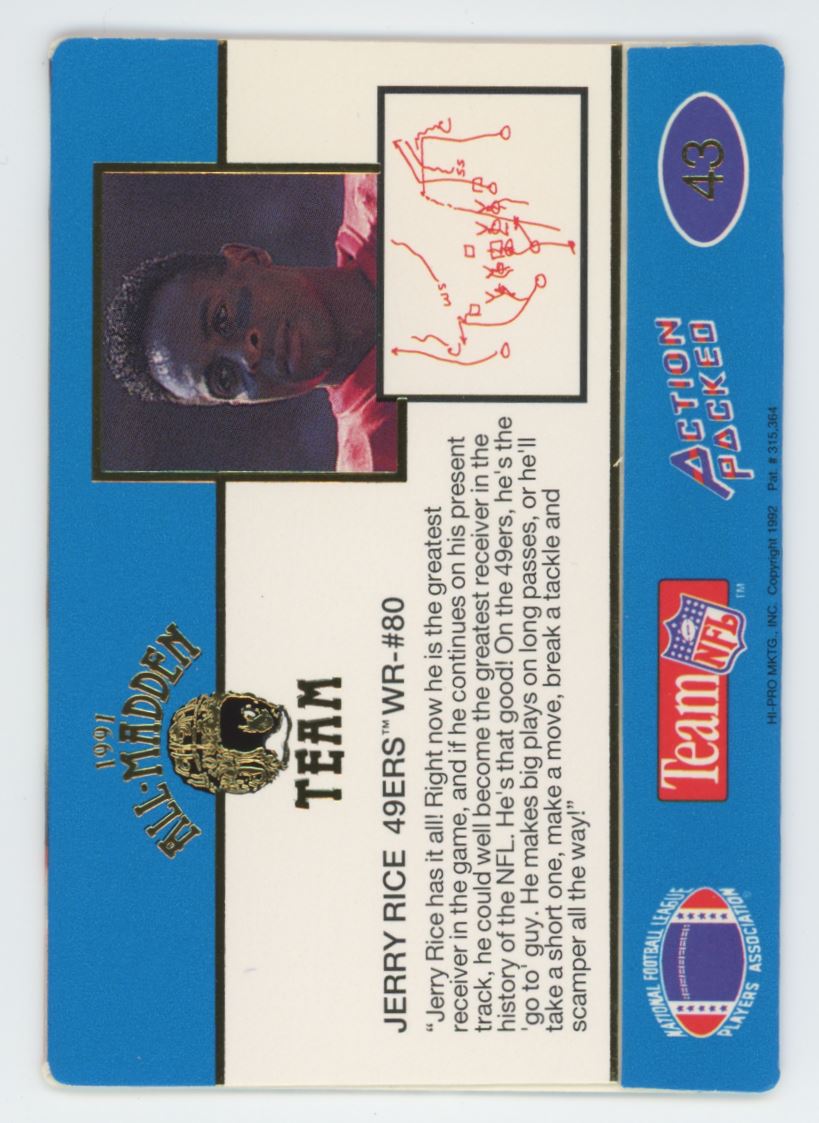 1991
ALL-MADDEN
TEAM
JERRY RICE 49ERS™ WR-#80
“Jerry Rice has it all! Right now he is the greatest
receiver in the game, and if he continues on his present
track, he could well become the greatest receiver in the
history of the NFL. He's that good! On the 49ers, he's the
'go to' guy. He makes big plays on long passes, or he'll
take a short one, make a move, break a tackle and
scamper all the way!”
C
SS
WS
C
NATIONAL FOOTBALL LEAGUE
PLAYERS ASSOCIATION
Team NFL™
ACTION
PACKED
43
HI-PRO MKTG., INC. Copyright 1992 Pat. # 315,364